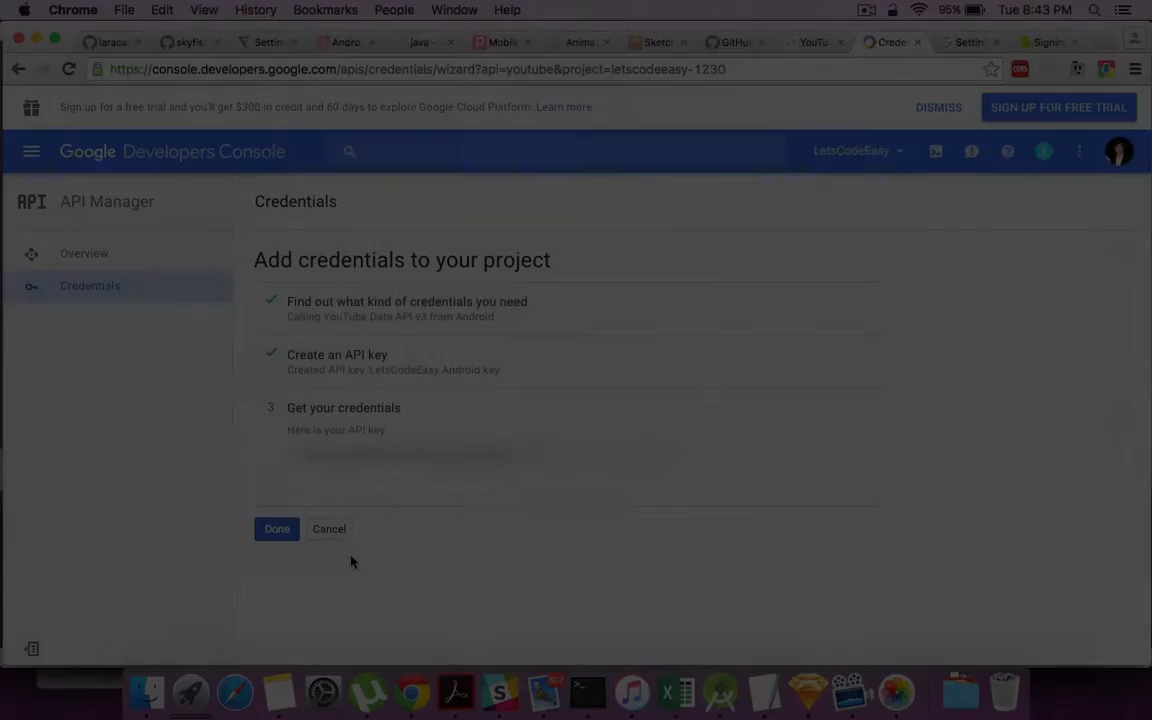 Chrome File Edit View History Bookmarks People Window Help 95% Tue 8:43 PM
larac skyfis Settin Andro java— Mobil Anima Sketc GitHu YouTu Crede Settin Signin
https://console.developers.google.com/apis/credentials/wizard?api=youtube&project=letscodeeasy-1230 CORS
Sign up for a free trial and you'll get $300 in credit and 60 days to explore Google Cloud Platform. Learn more DISMISS SIGN UP FOR FREE TRIAL
Google Developers Console LetsCodeEasy
API API Manager Credentials
Overview
Credentials
Add credentials to your project
Find out what kind of credentials you need
Calling YouTube Data API v3 from Android
Create an API key
Created API key 'LetsCodeEasy Android key
3 Get your credentials
Here is your API key
Done Cancel